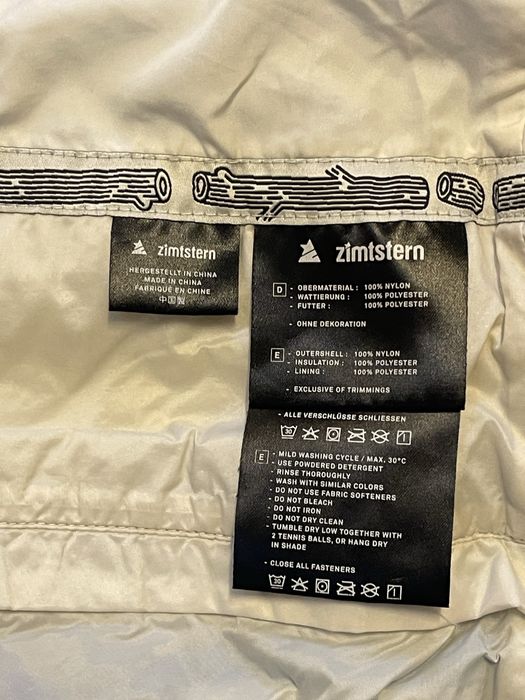 zimtstern
HERGESTELLT IN CHINA
MADE IN CHINA
FABRIQUÉ EN CHINE
中国製
zimtstern
D - OBERMATERIAL : 100% NYLON
- WATTIERUNG : 100% POLYESTER
- FUTTER : 100% POLYESTER
- OHNE DEKORATION
E - OUTERSHELL : 100% NYLON
- INSULATION : 100% POLYESTER
- LINING : 100% POLYESTER
- EXCLUSIVE OF TRIMMINGS
- ALLE VERSCHLÜSSE SCHLIESSEN
30
E - MILD WASHING CYCLE / MAX. 30°C
- USE POWDERED DETERGENT
- RINSE THOROUGHLY
- WASH WITH SIMILAR COLORS
- DO NOT USE FABRIC SOFTENERS
- DO NOT BLEACH
- DO NOT IRON
- DO NOT DRY CLEAN
- TUMBLE DRY LOW TOGETHER WITH
2 TENNIS BALLS, OR HANG DRY
IN SHADE
- CLOSE ALL FASTENERS
30